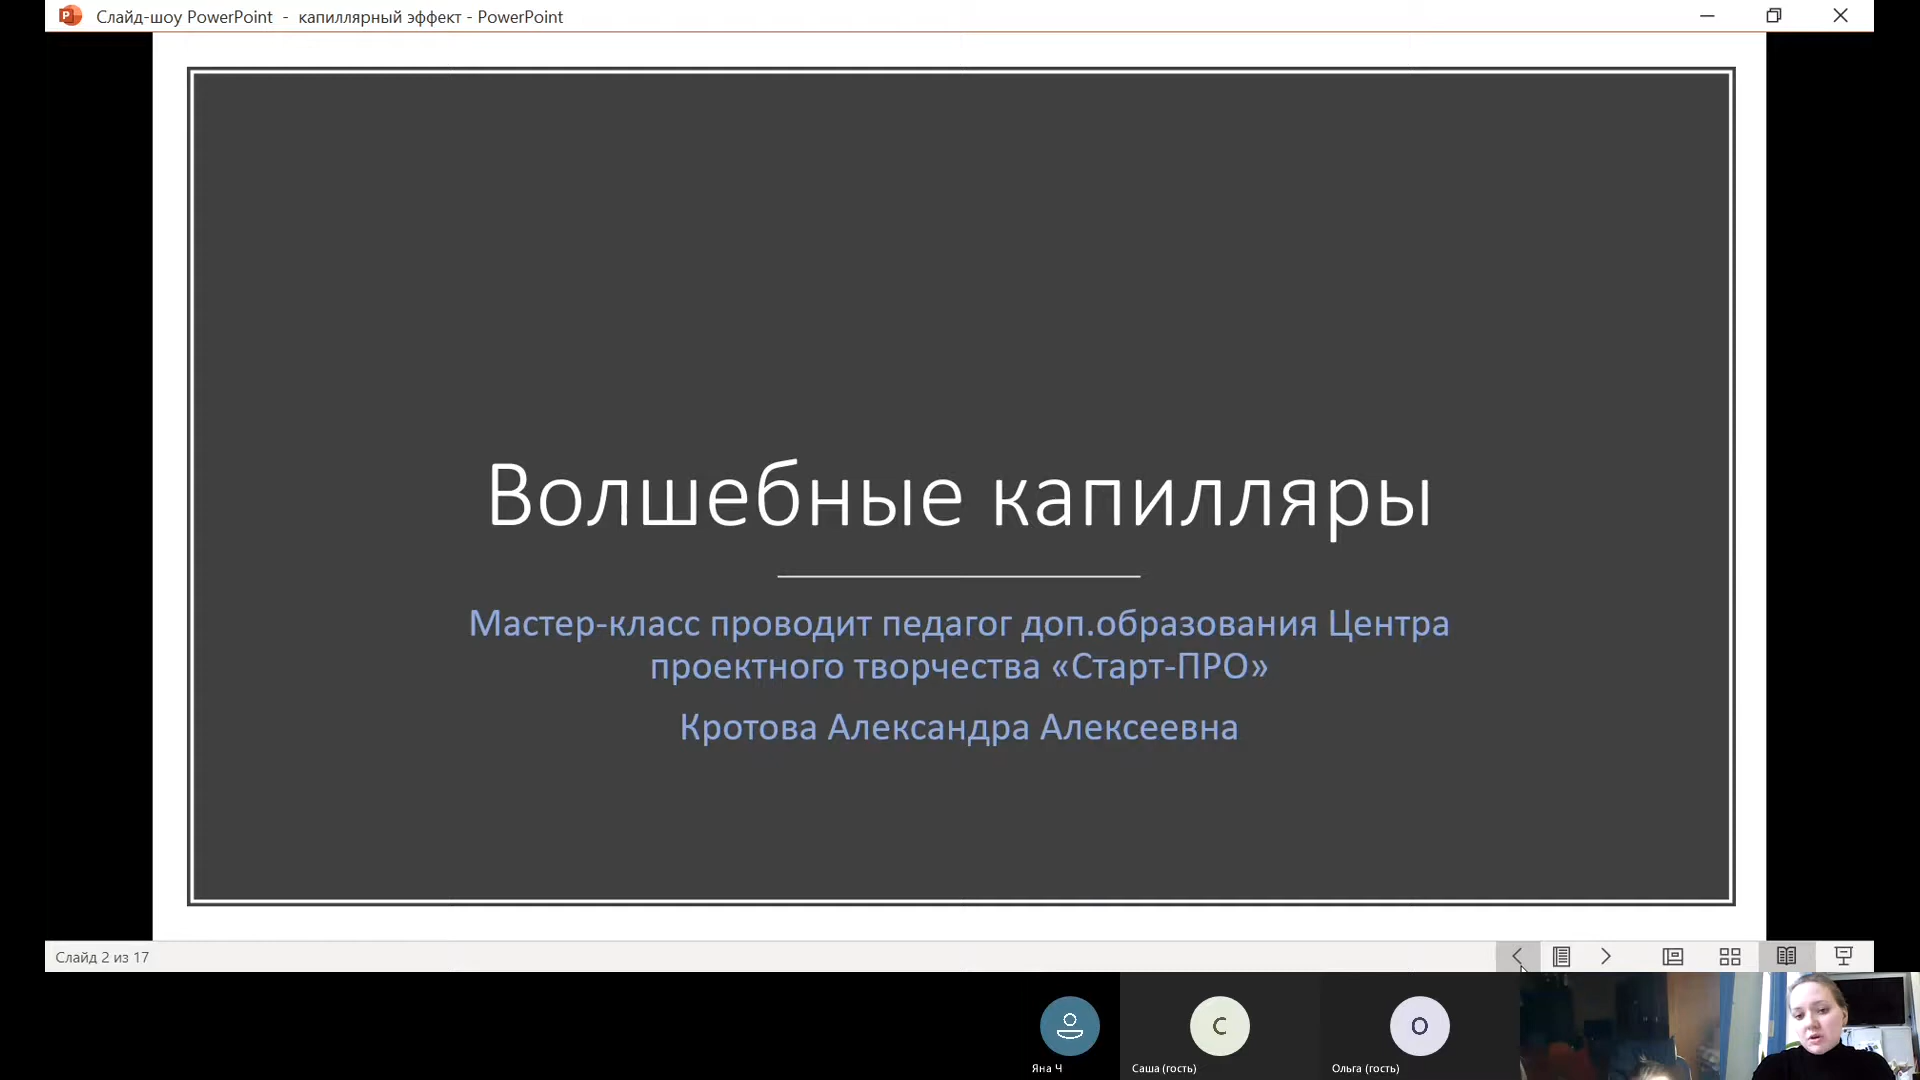 Слайд-шоу PowerPoint - капиллярный эффект - PowerPoint
Волшебные капилляры
Мастер-класс проводит педагог доп.образования Центра
проектного творчества «Старт-ПРО»
Кротова Александра Алексеевна
Слайд 2 из 17
С
О
Яна Ч
Саша (гость)
Ольга (гость)